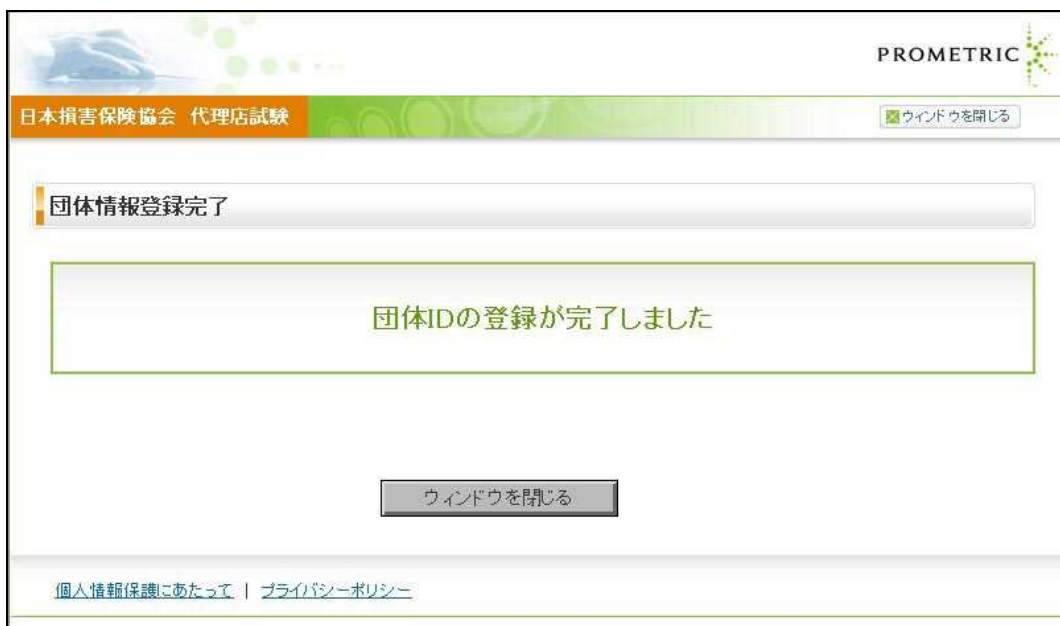 PROMETRIC
日本損害保険協会 代理店試験
ウィンドウを閉じる
団体情報登録完了
団体IDの登録が完了しました
ウィンドウを閉じる
個人情報保護にあたって | プライバシーポリシー